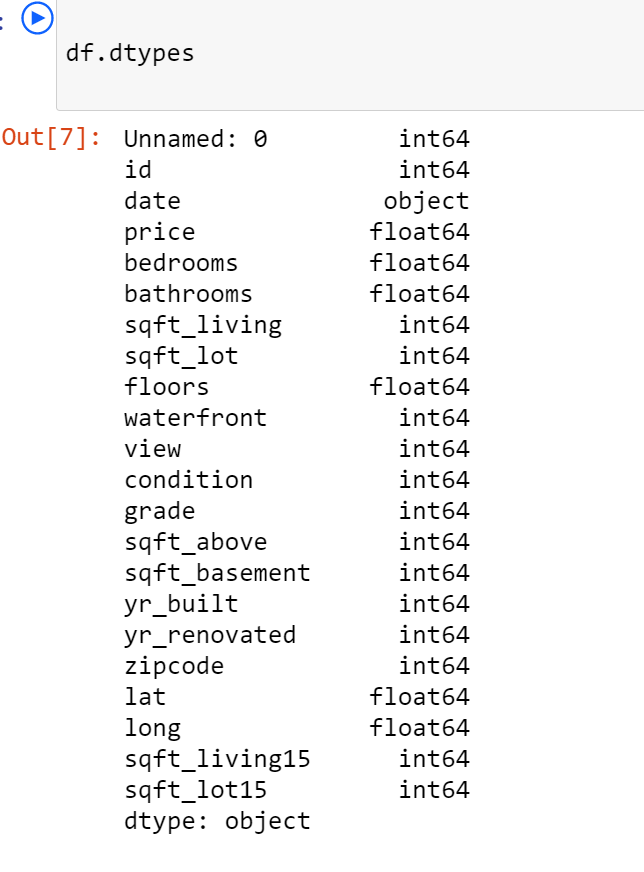 :
df.dtypes
Out[7]: Unnamed: 0 int64
id int64
date object
price float64
bedrooms float64
bathrooms float64
sqft_living int64
sqft_lot int64
floors float64
waterfront int64
view int64
condition int64
grade int64
sqft_above int64
sqft_basement int64
yr_built int64
yr_renovated int64
zipcode int64
lat float64
long float64
sqft_living15 int64
sqft_lot15 int64
dtype: object